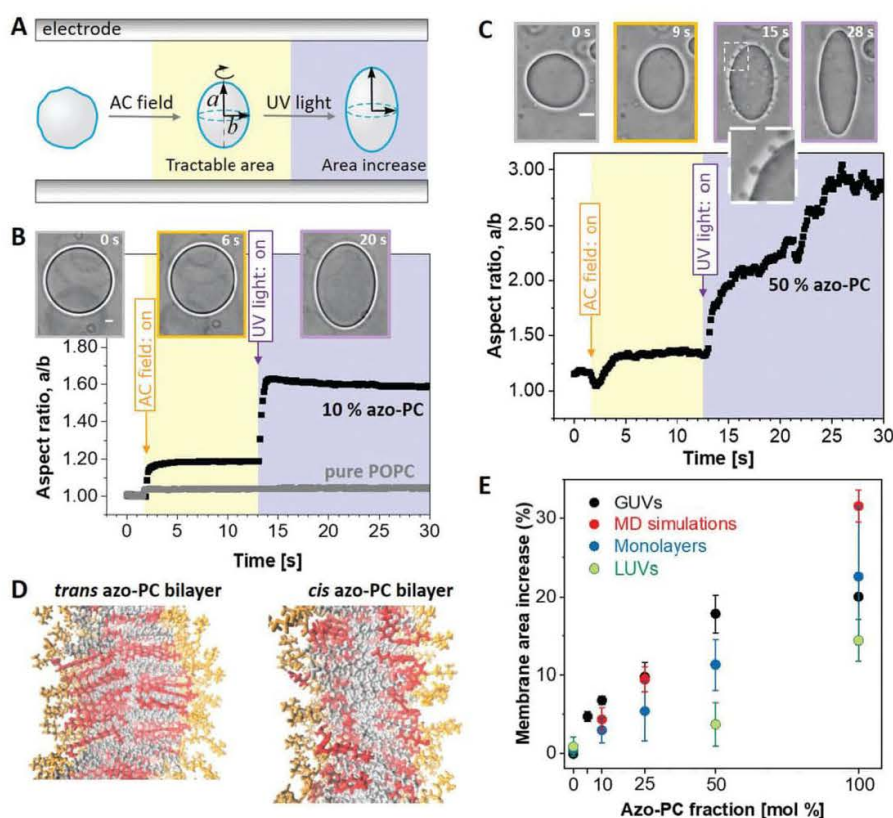 A
electrode
AC field
a
b
UV light
Tractable area
Area increase
B
0 s
6 s
20 s
AC field: on
UV light: on
10 % azo-PC
pure POPC
Aspect ratio, a/b
1.80
1.60
1.40
1.20
1.00
0 5 10 15 20 25 30
Time [s]
C
0 s
9 s
15 s
28 s
AC field: on
UV light: on
50 % azo-PC
Aspect ratio, a/b
3.00
2.50
2.00
1.50
1.00
0 5 10 15 20 25 30
Time [s]
D
trans azo-PC bilayer
cis azo-PC bilayer
E
GUVs
MD simulations
Monolayers
LUVs
Membrane area increase (%)
30
20
10
0
0 10 25 50 100
Azo-PC fraction [mol %]